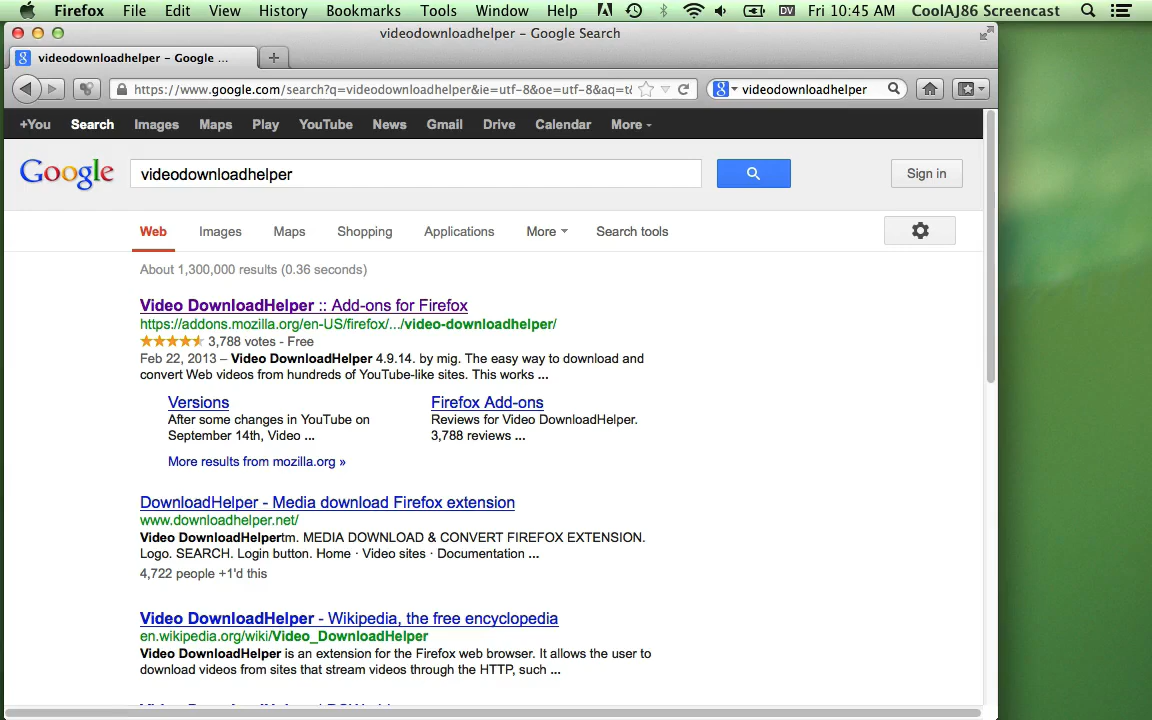 Firefox File Edit View History Bookmarks Tools Window Help DV Fri 10:45 AM CoolAJ86 Screencast
videodownloadhelper - Google Search
videodownloadhelper - Google ...
https://www.google.com/search?q=videodownloadhelper&ie=utf-8&oe=utf-8&aq=t& videodownloadhelper
+You Search Images Maps Play YouTube News Gmail Drive Calendar More
Google videodownloadhelper Sign in
Web Images Maps Shopping Applications More Search tools
About 1,300,000 results (0.36 seconds)
Video DownloadHelper :: Add-ons for Firefox
https://addons.mozilla.org/en-US/firefox/.../video-downloadhelper/
3,788 votes - Free
Feb 22, 2013 – Video DownloadHelper 4.9.14. by mig. The easy way to download and
convert Web videos from hundreds of YouTube-like sites. This works ...
Versions
After some changes in YouTube on
September 14th, Video ...
Firefox Add-ons
Reviews for Video DownloadHelper.
3,788 reviews ...
More results from mozilla.org »
DownloadHelper - Media download Firefox extension
www.downloadhelper.net/
Video DownloadHelpertm. MEDIA DOWNLOAD & CONVERT FIREFOX EXTENSION.
Logo. SEARCH. Login button. Home · Video sites · Documentation ...
4,722 people +1'd this
Video DownloadHelper - Wikipedia, the free encyclopedia
en.wikipedia.org/wiki/Video_DownloadHelper
Video DownloadHelper is an extension for the Firefox web browser. It allows the user to
download videos from sites that stream videos through the HTTP, such ...